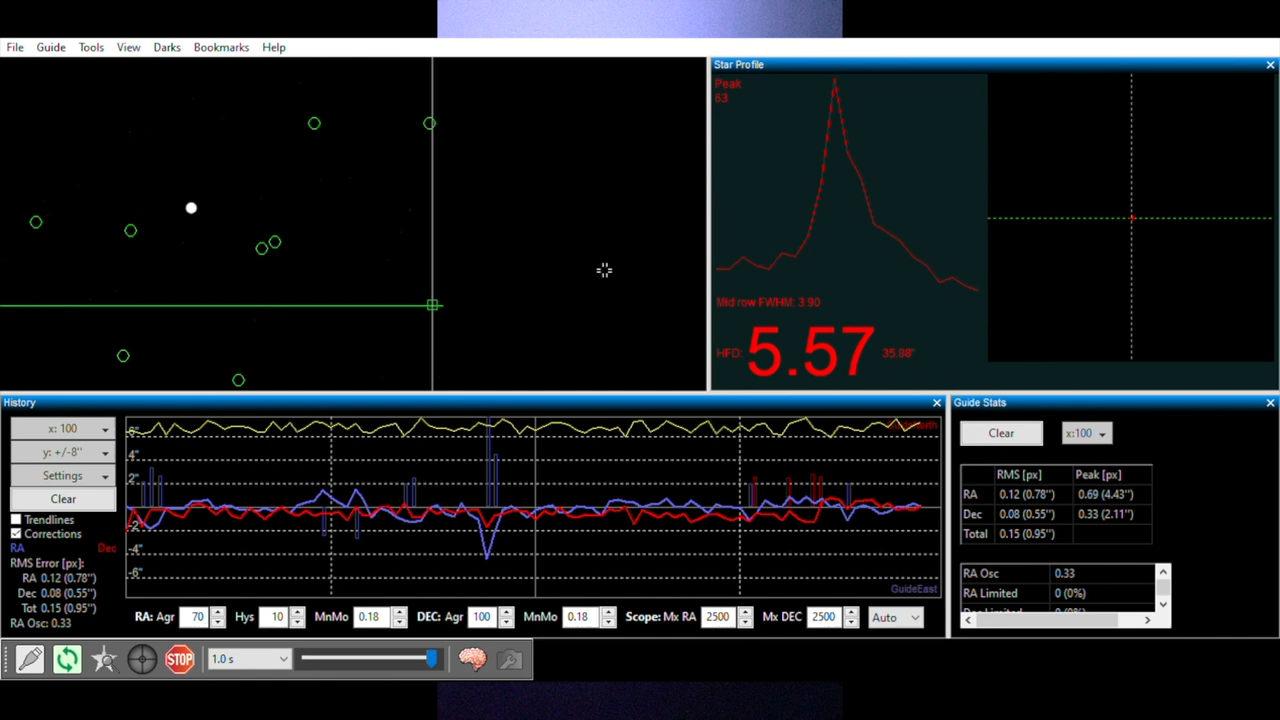 File Guide Tools View Darks Bookmarks Help
Star Profile
Peak
63
Mid row FWHM: 3.90
HFD: 5.57 35.88"
History
x: 100
y: +/-8"
Settings
Clear
Trendlines
Corrections
RA Dec
RMS Error [px]:
RA 0.12 (0.78")
Dec 0.08 (0.55")
Tot 0.15 (0.95")
RA Osc: 0.33
6"
4"
2"
-2"
-4"
-6"
GuideEast
RA: Agr 70 Hys 10 MnMo 0.18 DEC: Agr 100 MnMo 0.18 Scope: Mx RA 2500 Mx DEC 2500 Auto
Guide Stats
Clear x:100
RMS [px] Peak [px]
RA 0.12 (0.78") 0.69 (4.43")
Dec 0.08 (0.55") 0.33 (2.11")
Total 0.15 (0.95")
RA Osc 0.33
RA Limited 0 (0%)
STOP 1.0 s